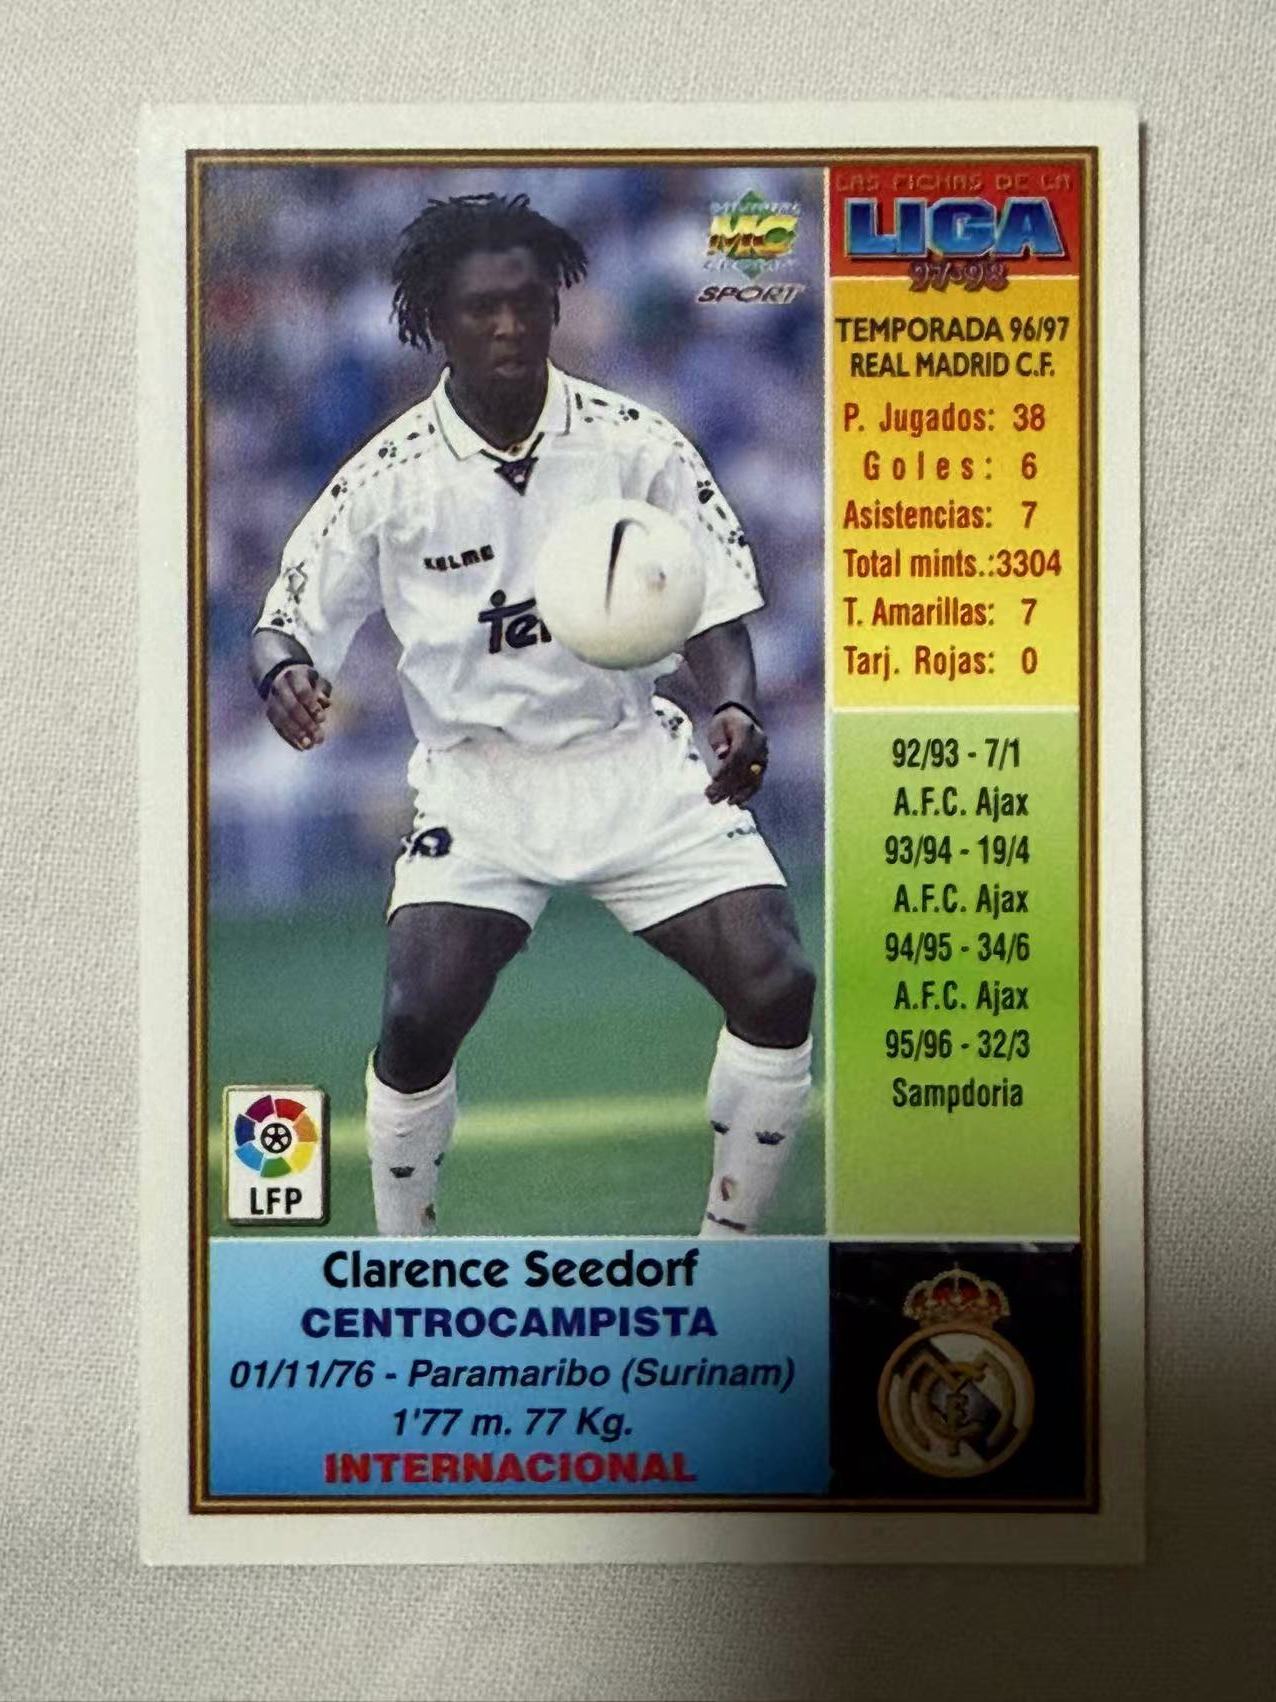 MC
SPORT
KELME
Te
LFP
LAS FICHAS DE LA
LIGA
97-98
TEMPORADA 96/97
REAL MADRID C.F.
P. Jugados: 38
Goles: 6
Asistencias: 7
Total mints.:3304
T. Amarillas: 7
Tarj. Rojas: 0
92/93 - 7/1
A.F.C. Ajax
93/94 - 19/4
A.F.C. Ajax
94/95 - 34/6
A.F.C. Ajax
95/96 - 32/3
Sampdoria
Clarence Seedorf
CENTROCAMPISTA
01/11/76 - Paramaribo (Surinam)
1'77 m. 77 Kg.
INTERNACIONAL